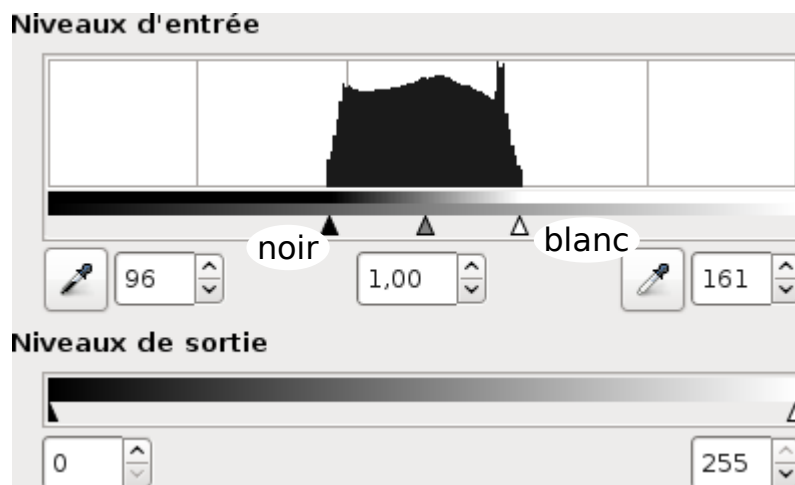 Niveaux d'entrée
noir
blanc
96
1,00
161
Niveaux de sortie
0
255